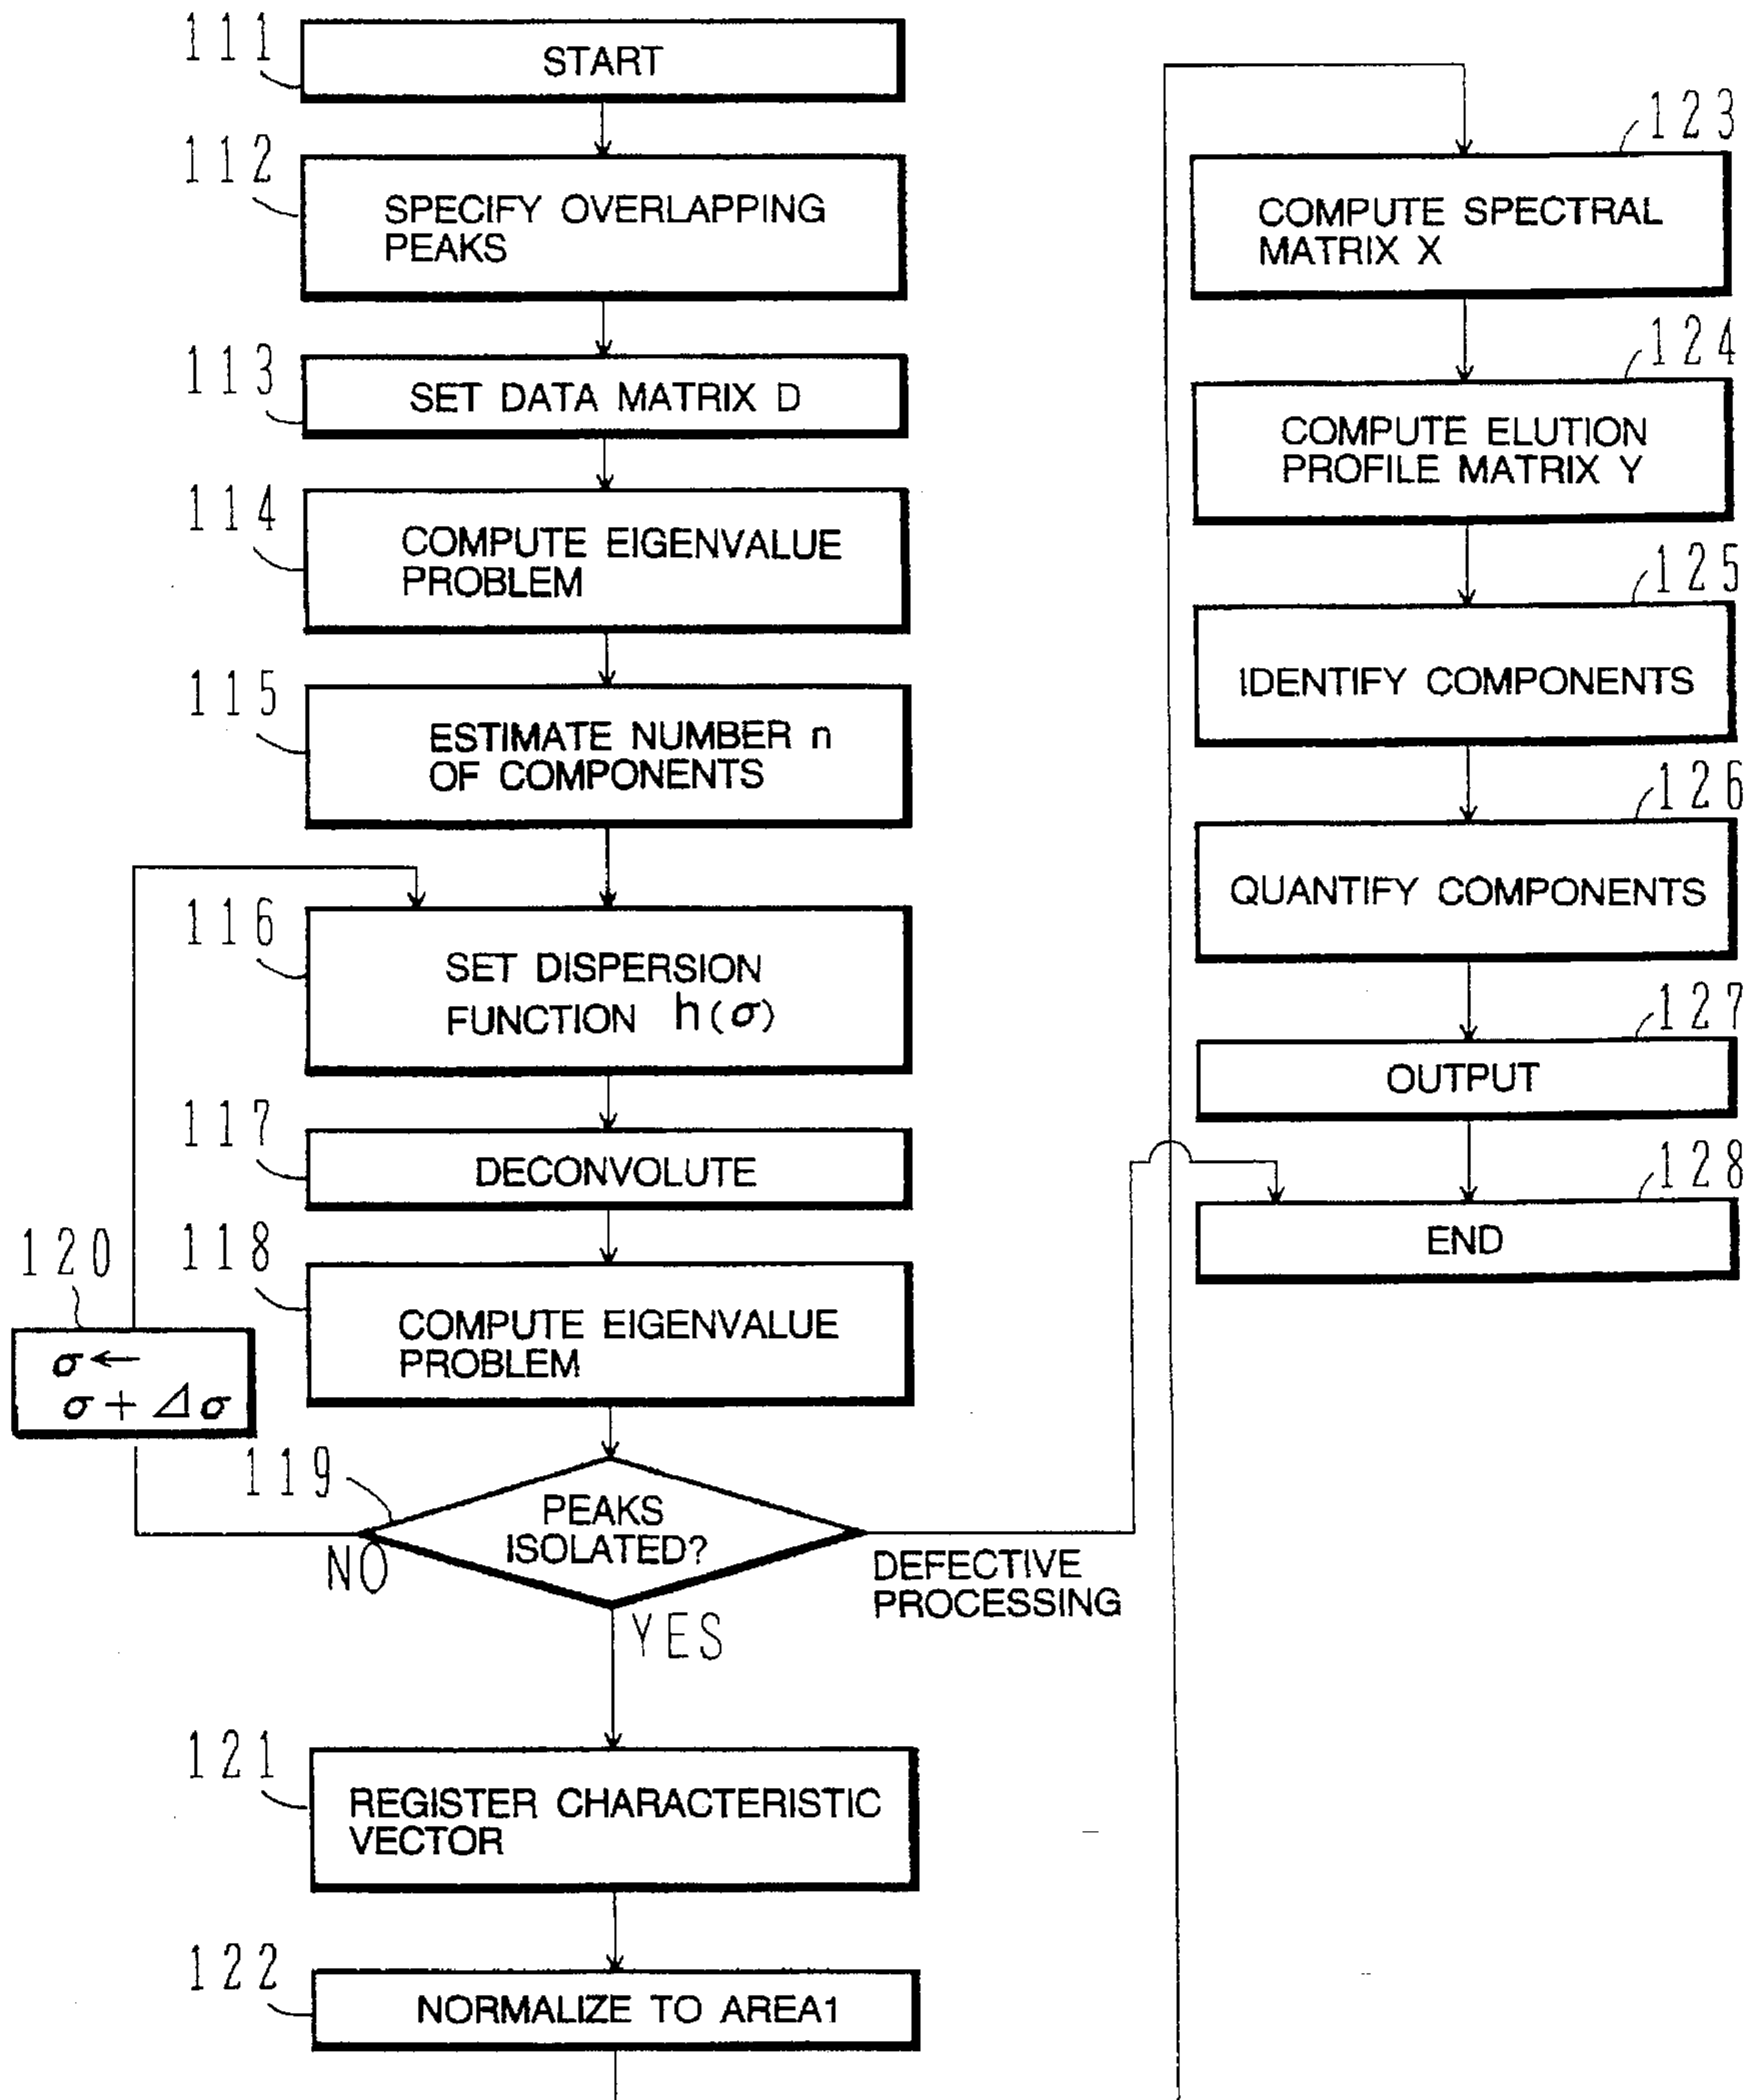 111
START
112
SPECIFY OVERLAPPING
PEAKS
113
SET DATA MATRIX D
114
COMPUTE EIGENVALUE
PROBLEM
115
ESTIMATE NUMBER n
OF COMPONENTS
116
SET DISPERSION
FUNCTION h(σ)
117
DECONVOLUTE
118
COMPUTE EIGENVALUE
PROBLEM
120
σ←
σ+Δσ
119
PEAKS
ISOLATED?
NO
DEFECTIVE
PROCESSING
YES
121
REGISTER CHARACTERISTIC
VECTOR
122
NORMALIZE TO AREA1
123
COMPUTE SPECTRAL
MATRIX X
124
COMPUTE ELUTION
PROFILE MATRIX Y
125
IDENTIFY COMPONENTS
126
QUANTIFY COMPONENTS
127
OUTPUT
128
END